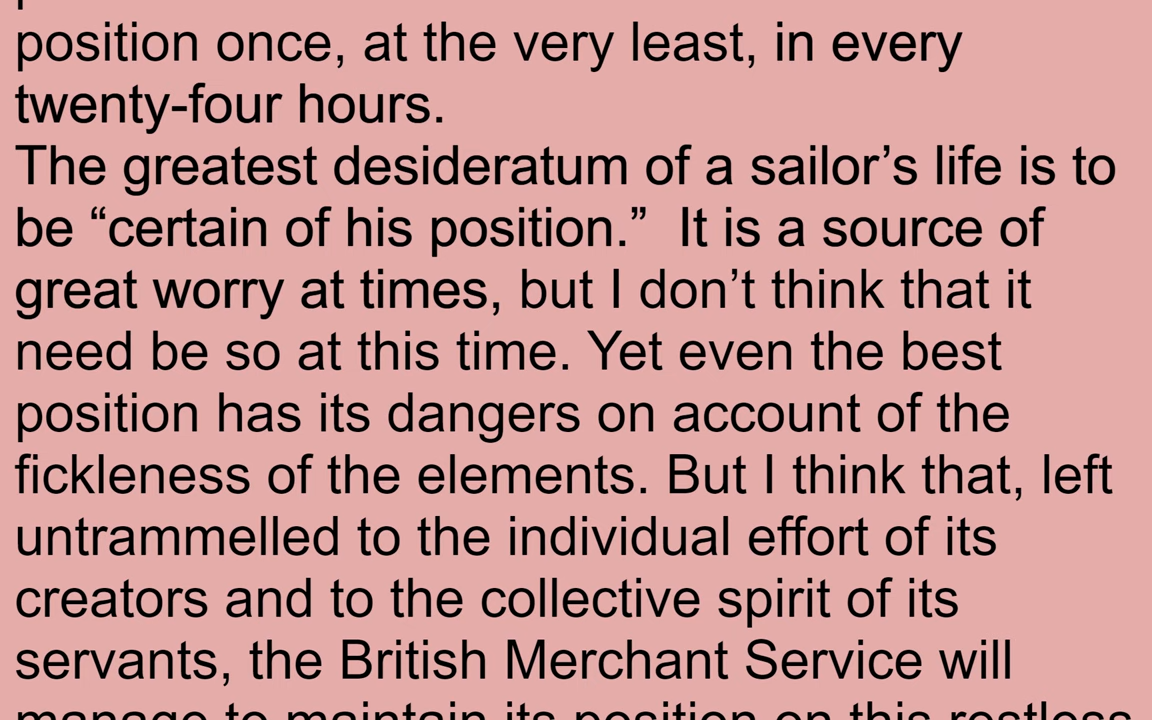 position once, at the very least, in every
twenty-four hours.
The greatest desideratum of a sailor’s life is to
be “certain of his position.”  It is a source of
great worry at times, but I don’t think that it
need be so at this time. Yet even the best
position has its dangers on account of the
fickleness of the elements. But I think that, left
untrammelled to the individual effort of its
creators and to the collective spirit of its
servants, the British Merchant Service will
manage to maintain its position on this restless